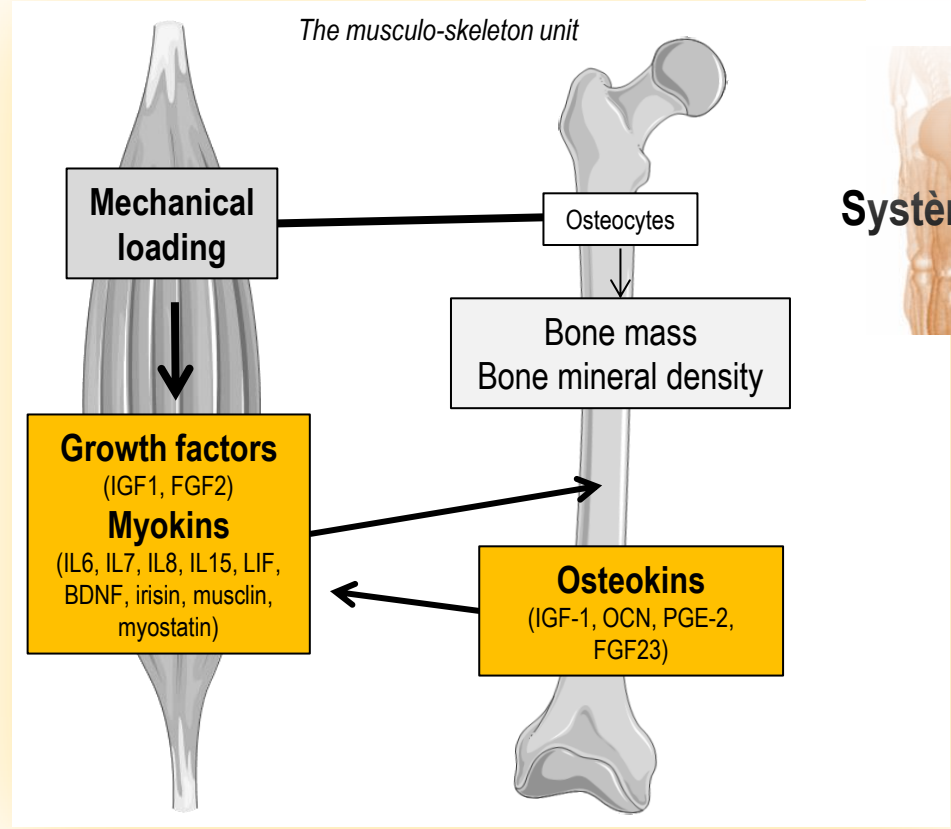 The musculo-skeleton unit
Mechanical
loading
Osteocytes
Bone mass
Bone mineral density
Growth factors
(IGF1, FGF2)
Myokins
(IL6, IL7, IL8, IL15, LIF,
BDNF, irisin, musclin,
myostatin)
Osteokins
(IGF-1, OCN, PGE-2,
FGF23)